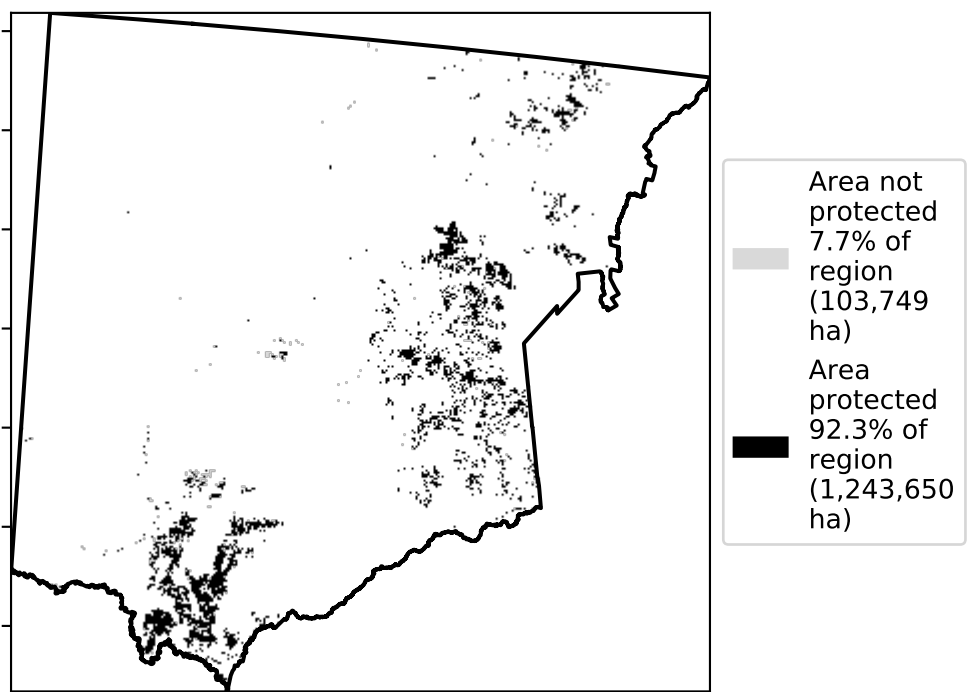 Area not
protected
7.7% of
region
(103,749
ha)
Area
protected
92.3% of
region
(1,243,650
ha)